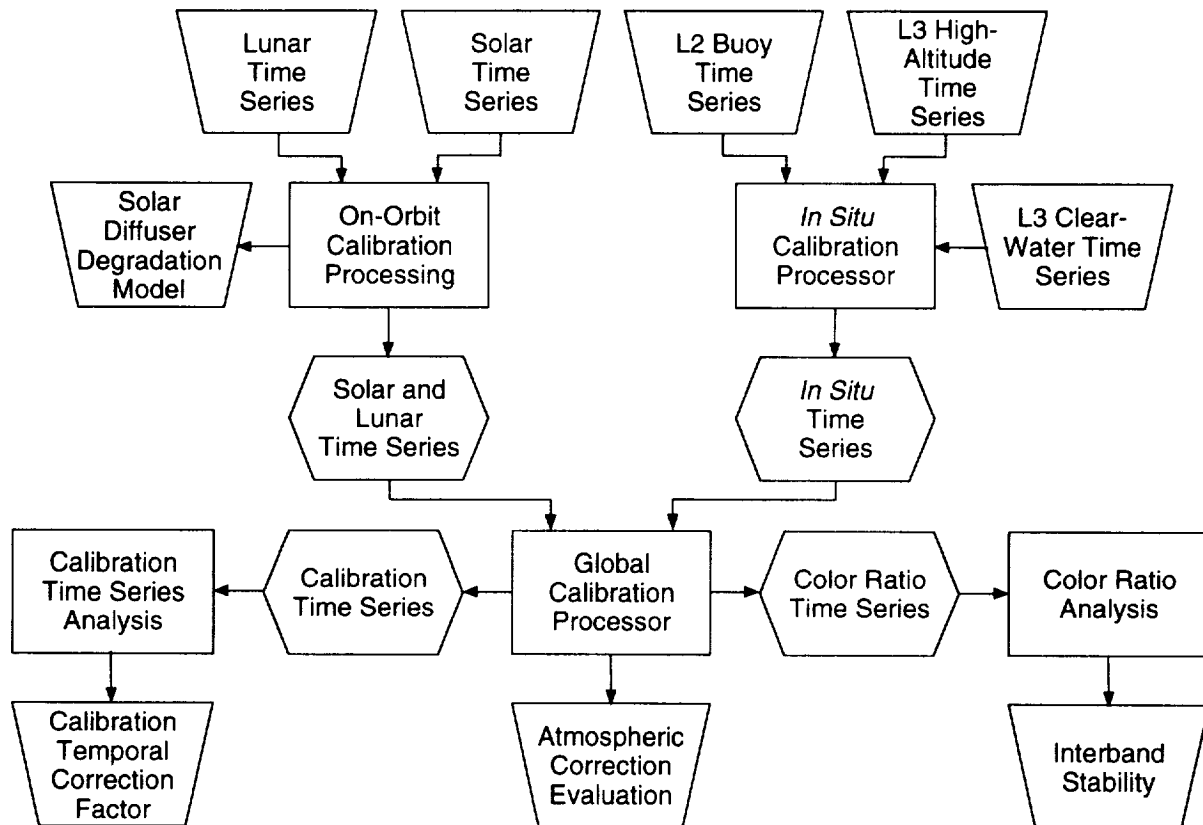 Lunar
Time
Series
Solar
Time
Series
L2 Buoy
Time
Series
L3 High-
Altitude
Time
Series
Solar
Diffuser
Degradation
Model
On-Orbit
Calibration
Processing
In Situ
Calibration
Processor
L3 Clear-
Water Time
Series
Solar and
Lunar
Time Series
In Situ
Time
Series
Calibration
Time Series
Analysis
Calibration
Time Series
Global
Calibration
Processor
Color Ratio
Time Series
Color Ratio
Analysis
Calibration
Temporal
Correction
Factor
Atmospheric
Correction
Evaluation
Interband
Stability